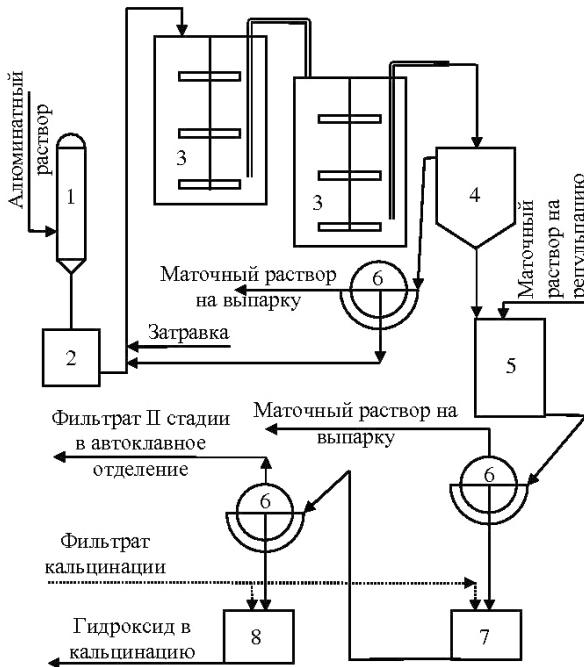 Алюминатный
раствор
1
2
3
3
4
Маточный
раствор на
репульпацию
Маточный раствор
на выпарку
6
Затравка
5
Фильтрат II стадии
в автоклавное
отделение
Маточный раствор на
выпарку
6
6
Фильтрат
кальцинации
Гидроксид в
кальцинацию
8
7